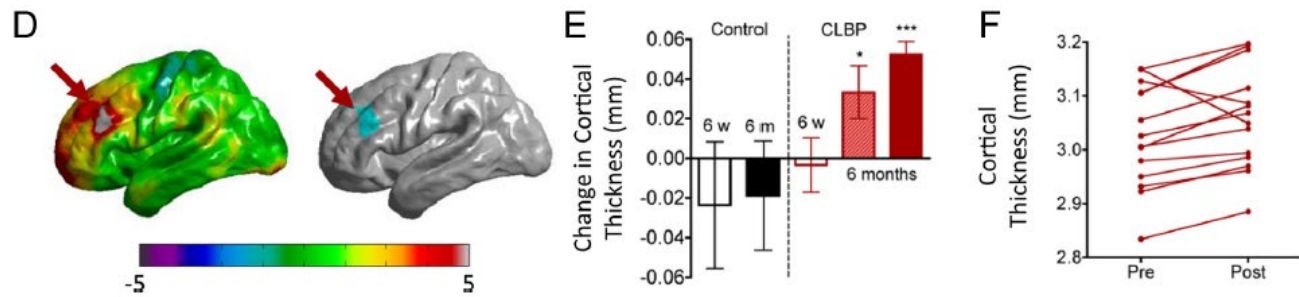 D
-5
5
E
Change in Cortical
Thickness (mm)
0.06
0.04
0.02
0.00
-0.02
-0.04
-0.06
Control
CLBP
6 w
6 m
6 w
*
***
6 months
F
Cortical
Thickness (mm)
3.2
3.1
3.0
2.9
2.8
Pre
Post